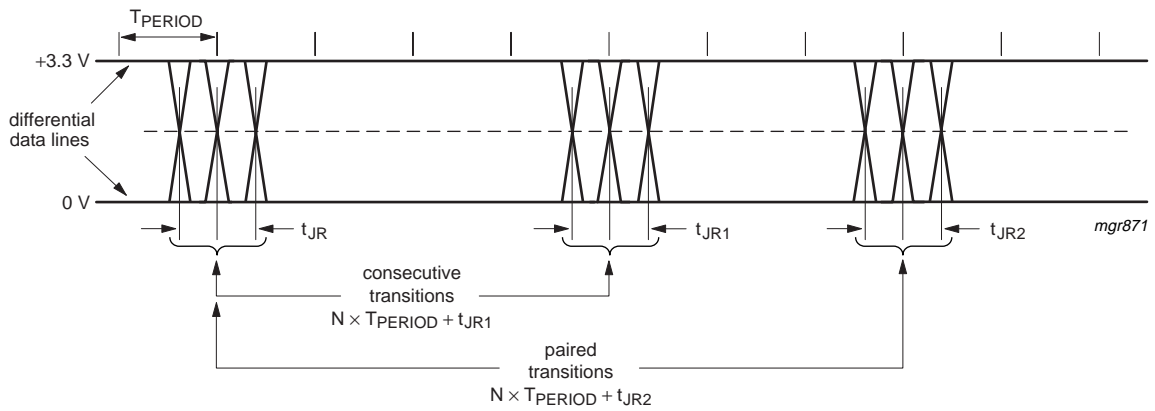 TPERIOD
+3.3 V
differential
data lines
0 V
tJR
tJR1
tJR2
mgr871
consecutive
transitions
N × TPERIOD + tJR1
paired
transitions
N × TPERIOD + tJR2